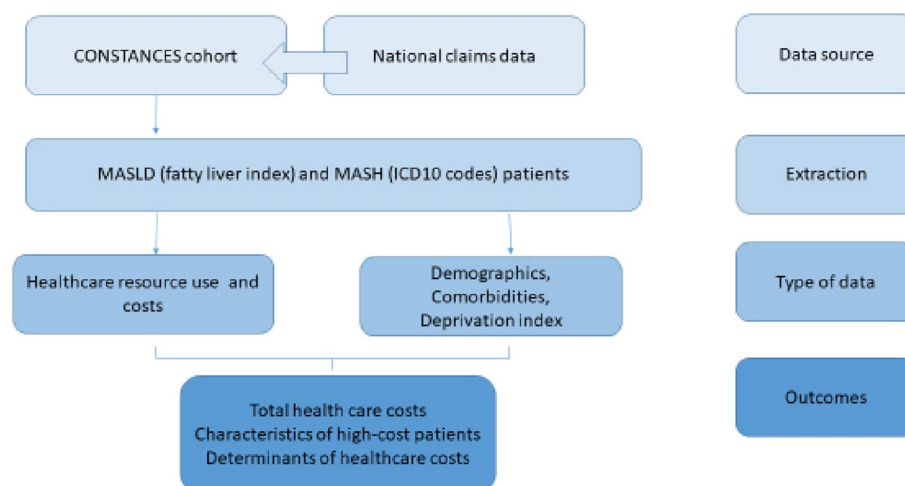 CONSTANCES cohort
National claims data
Data source
MASLD (fatty liver index) and MASH (ICD10 codes) patients
Extraction
Healthcare resource use and
costs
Demographics,
Comorbidities,
Deprivation index
Type of data
Total health care costs
Characteristics of high-cost patients
Determinants of healthcare costs
Outcomes